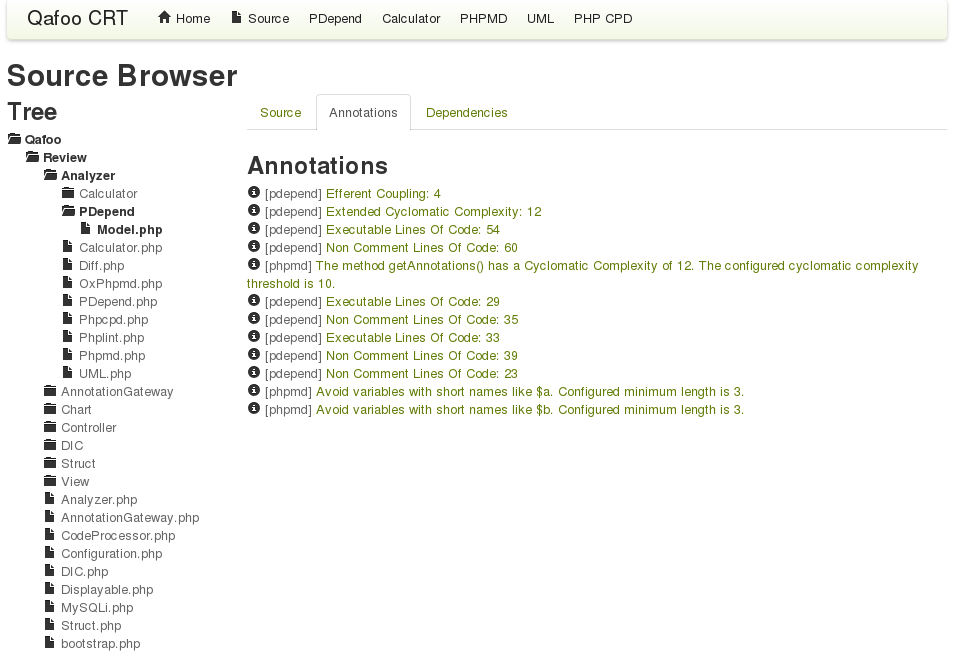 Qafoo CRT Home Source PDepend Calculator PHPMD UML PHP CPD
Source Browser
Tree
Qafoo
Review
Analyzer
Calculator
PDepend
Model.php
Calculator.php
Diff.php
OxPhpmd.php
PDepend.php
Phpcpd.php
Phplint.php
Phpmd.php
UML.php
AnnotationGateway
Chart
Controller
DIC
Struct
View
Analyzer.php
AnnotationGateway.php
CodeProcessor.php
Configuration.php
DIC.php
Displayable.php
MySQLi.php
Struct.php
bootstrap.php
Source Annotations Dependencies
Annotations
[pdepend] Efferent Coupling: 4
[pdepend] Extended Cyclomatic Complexity: 12
[pdepend] Executable Lines Of Code: 54
[pdepend] Non Comment Lines Of Code: 60
[phpmd] The method getAnnotations() has a Cyclomatic Complexity of 12. The configured cyclomatic complexity
threshold is 10.
[pdepend] Executable Lines Of Code: 29
[pdepend] Non Comment Lines Of Code: 35
[pdepend] Executable Lines Of Code: 33
[pdepend] Non Comment Lines Of Code: 39
[pdepend] Non Comment Lines Of Code: 23
[phpmd] Avoid variables with short names like $a. Configured minimum length is 3.
[phpmd] Avoid variables with short names like $b. Configured minimum length is 3.